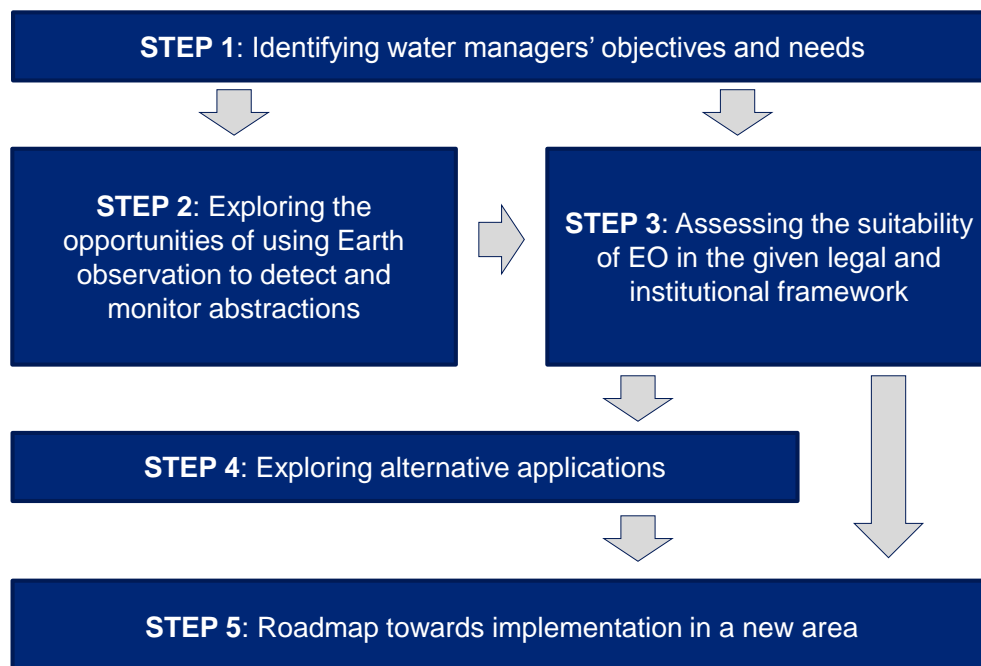 STEP 1: Identifying water managers’ objectives and needs
STEP 2: Exploring the
opportunities of using Earth
observation to detect and
monitor abstractions
STEP 3: Assessing the suitability
of EO in the given legal and
institutional framework
STEP 4: Exploring alternative applications
STEP 5: Roadmap towards implementation in a new area